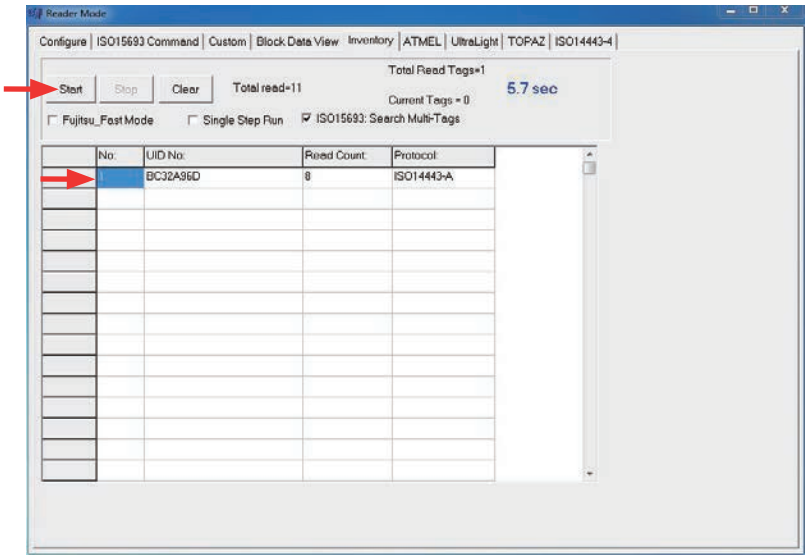 Reader Mode
Configure ISO15693 Command Custom Block Data View Inventory ATMEL UltraLight TOPAZ ISO14443-4
Total Read Tags=1
Start Stop Clear Total read=11 5.7 sec
Current Tags = 0
Fujitsu_Fast Mode Single Step Run ISO15693: Search Multi-Tags
No: UID No: Read Count: Protocol:
1 BC32A96D 8 ISO14443-A